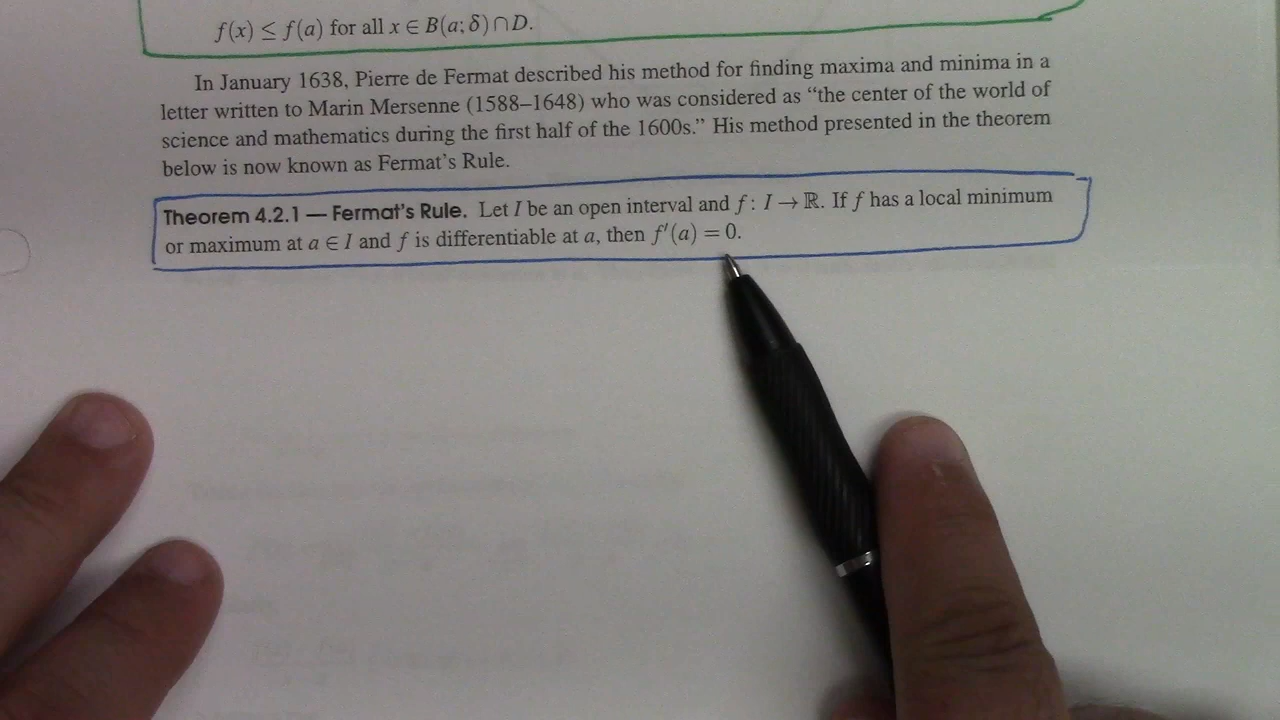 f(x) ≤ f(a) for all x ∈ B(a;δ)∩D.
In January 1638, Pierre de Fermat described his method for finding maxima and minima in a
letter written to Marin Mersenne (1588–1648) who was considered as “the center of the world of
science and mathematics during the first half of the 1600s.” His method presented in the theorem
below is now known as Fermat’s Rule.
Theorem 4.2.1 — Fermat’s Rule. Let I be an open interval and f : I → ℝ. If f has a local minimum
or maximum at a ∈ I and f is differentiable at a, then f′(a) = 0.